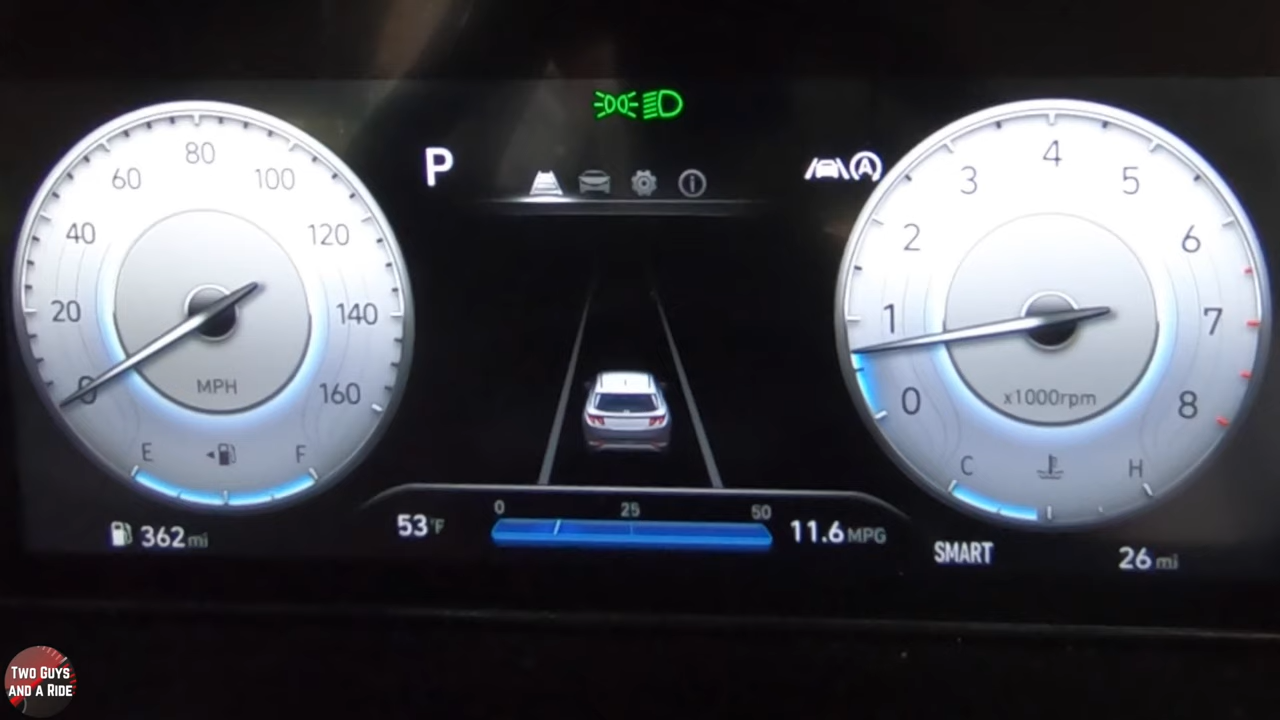 P
80
60
100
40
120
20
140
0
160
MPH
E
F
362 mi
A
i
4
3
5
2
6
1
7
0
8
x1000rpm
C
H
0
25
50
53°F
11.6 MPG
SMART
26 mi
TWO GUYS
AND A RIDE